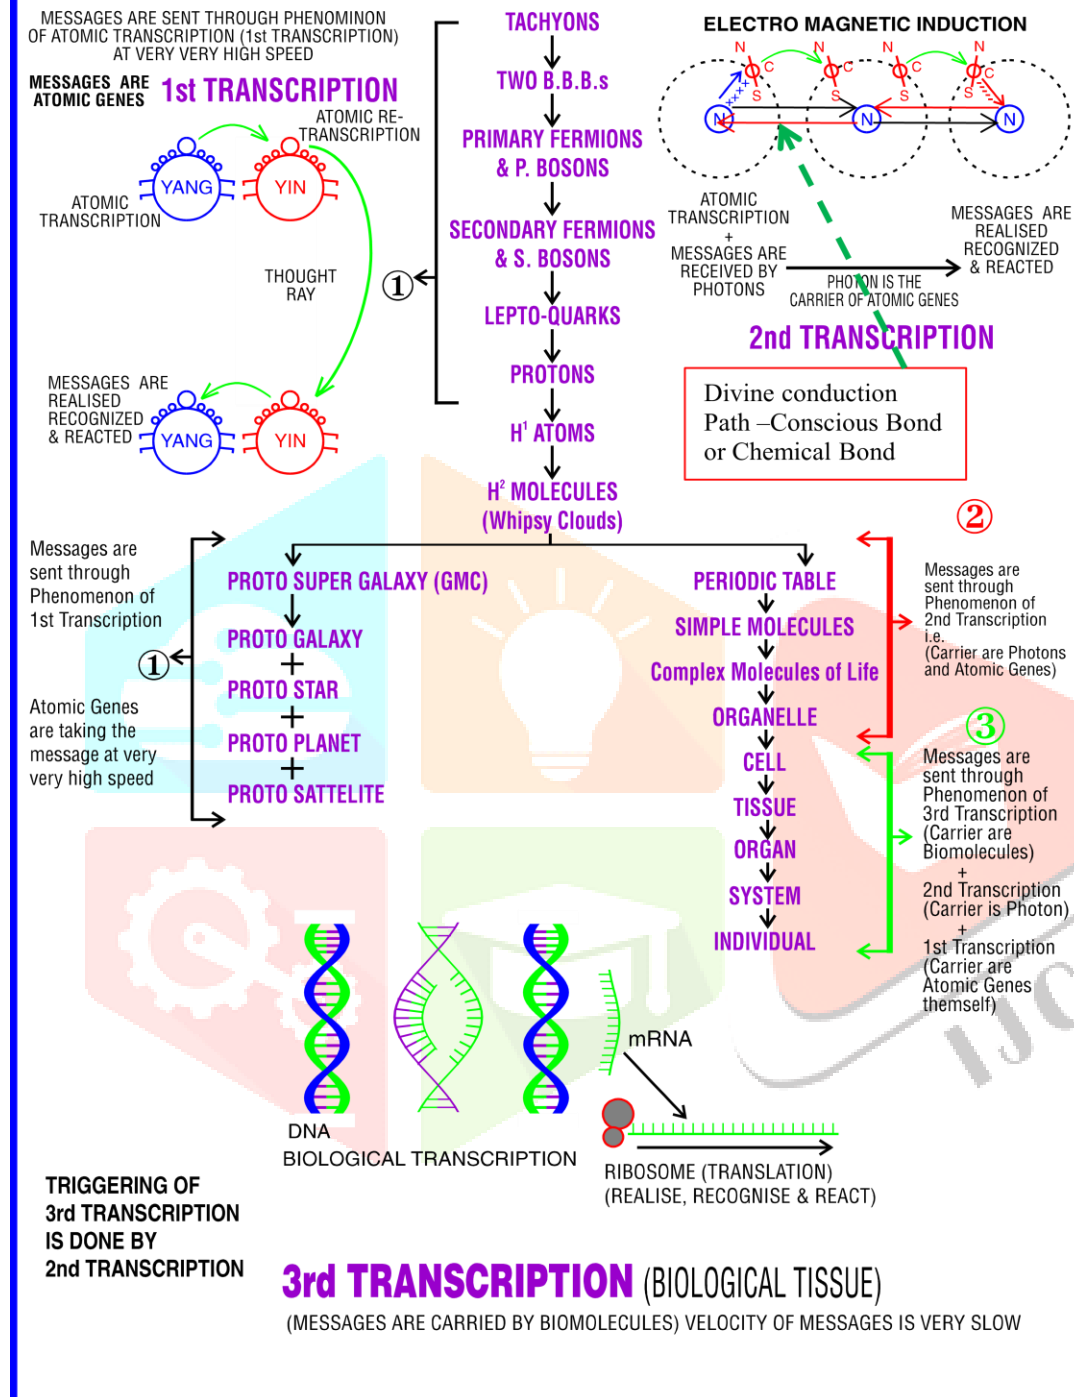 MESSAGES ARE SENT THROUGH PHENOMINON
OF ATOMIC TRANSCRIPTION (1st TRANSCRIPTION)
AT VERY VERY HIGH SPEED
MESSAGES ARE
ATOMIC GENES
1st TRANSCRIPTION
ATOMIC RE-
TRANSCRIPTION
YANG
YIN
ATOMIC
TRANSCRIPTION
THOUGHT
RAY
MESSAGES ARE
REALISED
RECOGNIZED
& REACTED
YANG
YIN
TACHYONS
TWO B.B.B.s
PRIMARY FERMIONS
& P. BOSONS
SECONDARY FERMIONS
& S. BOSONS
①
LEPTO-QUARKS
PROTONS
H¹ ATOMS
H² MOLECULES
(Whipsy Clouds)
ELECTRO MAGNETIC INDUCTION
N
N
N
N
C
C
C
C
S
S
S
S
++++
N
N
N
ATOMIC
TRANSCRIPTION
+
MESSAGES ARE
RECEIVED BY
PHOTONS
PHOTON IS THE
CARRIER OF ATOMIC GENES
MESSAGES ARE
REALISED
RECOGNIZED
& REACTED
2nd TRANSCRIPTION
Divine conduction
Path –Conscious Bond
or Chemical Bond
Messages are
sent through
Phenomenon of
1st Transcription
①
Atomic Genes
are taking the
message at very
very high speed
PROTO SUPER GALAXY (GMC)
PROTO GALAXY
+
PROTO STAR
+
PROTO PLANET
+
PROTO SATTELITE
PERIODIC TABLE
SIMPLE MOLECULES
Complex Molecules of Life
ORGANELLE
CELL
TISSUE
ORGAN
SYSTEM
INDIVIDUAL
②
Messages are
sent through
Phenomenon of
2nd Transcription
i.e.
(Carrier are Photons
and Atomic Genes)
③
Messages are
sent through
Phenomenon of
3rd Transcription
(Carrier are
Biomolecules)
+
2nd Transcription
(Carrier is Photon)
+
1st Transcription
(Carrier are
Atomic Genes
themself)
IJC
DNA
BIOLOGICAL TRANSCRIPTION
mRNA
RIBOSOME (TRANSLATION)
(REALISE, RECOGNISE & REACT)
TRIGGERING OF
3rd TRANSCRIPTION
IS DONE BY
2nd TRANSCRIPTION
3rd TRANSCRIPTION (BIOLOGICAL TISSUE)
(MESSAGES ARE CARRIED BY BIOMOLECULES) VELOCITY OF MESSAGES IS VERY SLOW